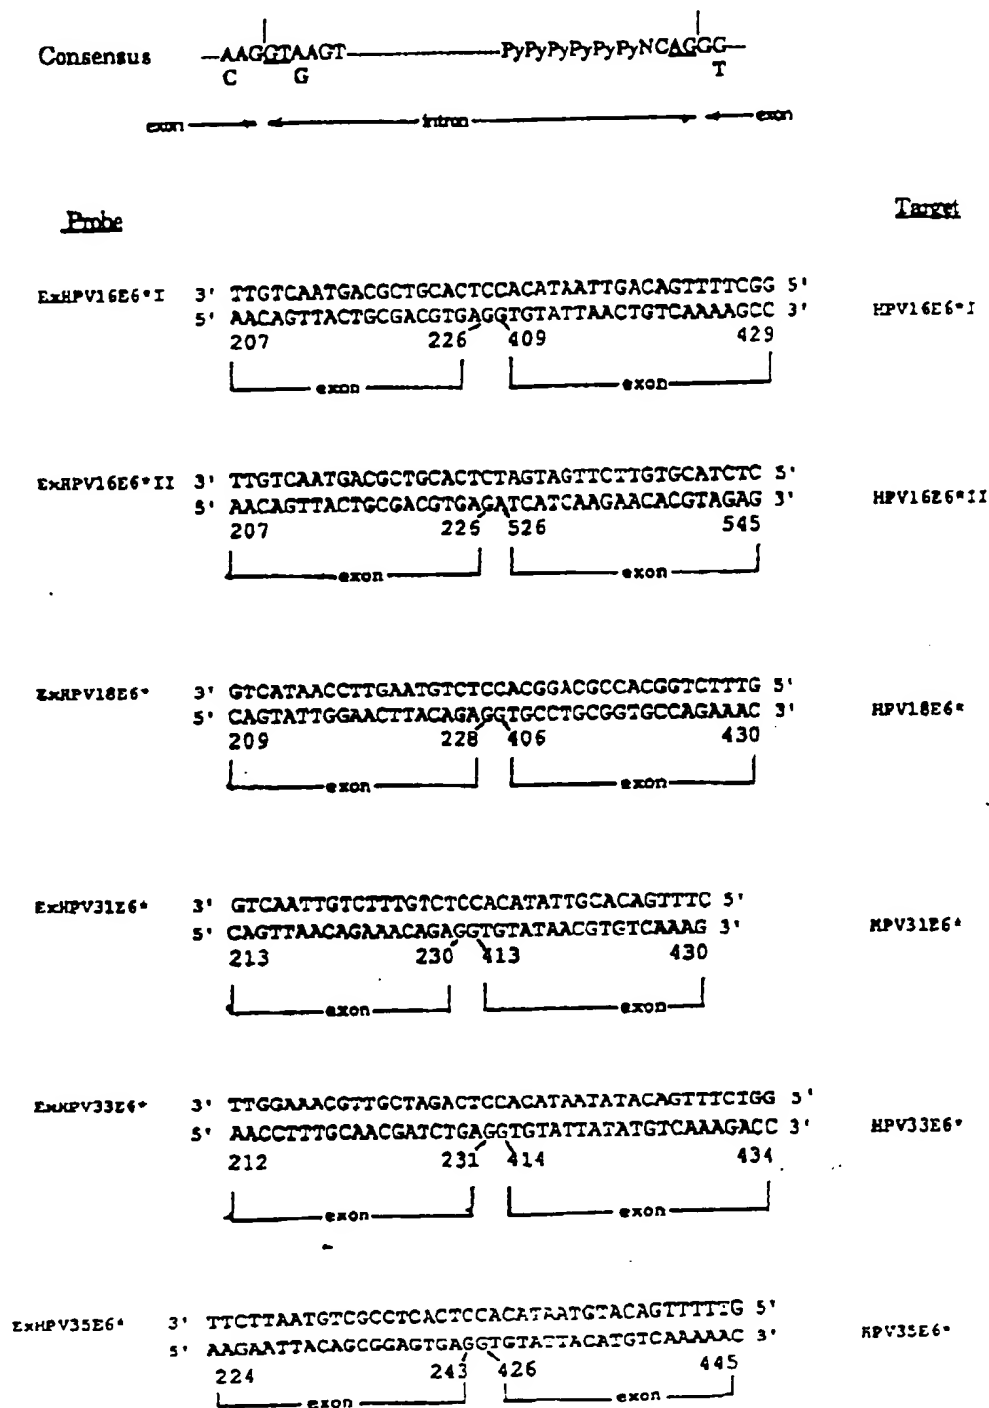 Consensus —AAGGTAAGT———PyPyPyPyPyPyNCAGGG—
C G T
exon intron exon
Probe Target
ExHPV16E6*I 3' TTGTCAATGACGCTGCACTCCACATAATTGACAGTTTTCGG 5'
5' AACAGTTACTGCGACGTGAGGTGTATTAACTGTCAAAAGCC 3' HPV16E6*I
207 226 409 429
exon exon
ExHPV16E6*II 3' TTGTCAATGACGCTGCACTCTAGTAGTTCTTGTGCATCTC 5'
5' AACAGTTACTGCGACGTGAGATCATCAAGAACACGTAGAG 3' HPV16E6*II
207 226 526 545
exon exon
ExHPV18E6* 3' GTCATAACCTTGAATGTCTCCACGGACGCCACGGTCTTTG 5'
5' CAGTATTGGAACTTACAGAGGTGCCTGCGGTGCCAGAAAC 3' HPV18E6*
209 228 406 430
exon exon
ExHPV31E6* 3' GTCAATTGTCTTTGTCTCCACATATTGCACAGTTTC 5'
5' CAGTTAACAGAAACAGAGGTGTATAACGTGTCAAAG 3' HPV31E6*
213 230 413 430
exon exon
ExHPV33E6* 3' TTGGAAACGTTGCTAGACTCCACATAATATACAGTTTCTGG 5'
5' AACCTTTGCAACGATCTGAGGTGTATTATATGTCAAAGACC 3' HPV33E6*
212 231 414 434
exon exon
ExHPV35E6* 3' TTCTTAATGTCGCCTCACTCCACATAATGTACAGTTTTTG 5'
5' AAGAATTACAGCGGAGTGAGGTGTATTACATGTCAAAAAC 3' HPV35E6*
224 243 426 445
exon exon